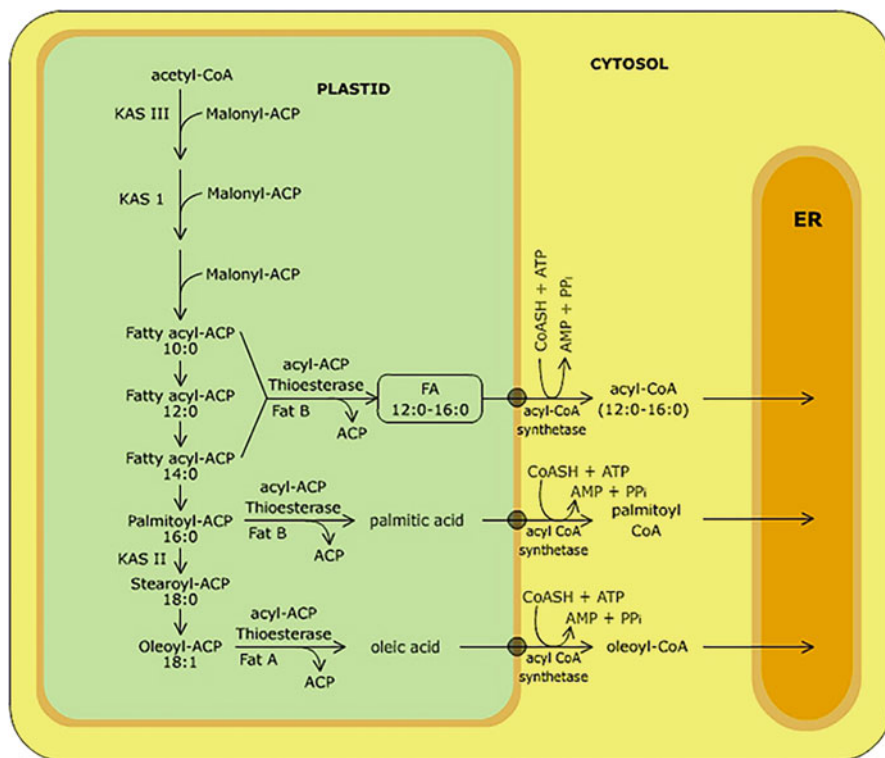 acetyl-CoA
PLASTID
CYTOSOL
KAS III
Malonyl-ACP
KAS 1
Malonyl-ACP
ER
Malonyl-ACP
Fatty acyl-ACP
10:0
acyl-ACP
Thioesterase
Fat B
ACP
FA
12:0-16:0
CoASH + ATP
AMP + PPi
acyl-CoA
synthetase
acyl-CoA
(12:0-16:0)
Fatty acyl-ACP
12:0
Fatty acyl-ACP
14:0
Palmitoyl-ACP
16:0
acyl-ACP
Thioesterase
Fat B
ACP
palmitic acid
CoASH + ATP
AMP + PPi
acyl CoA
synthetase
palmitoyl
CoA
KAS II
Stearoyl-ACP
18:0
Oleoyl-ACP
18:1
acyl-ACP
Thioesterase
Fat A
ACP
oleic acid
CoASH + ATP
AMP + PPi
acyl CoA
synthetase
oleoyl-CoA